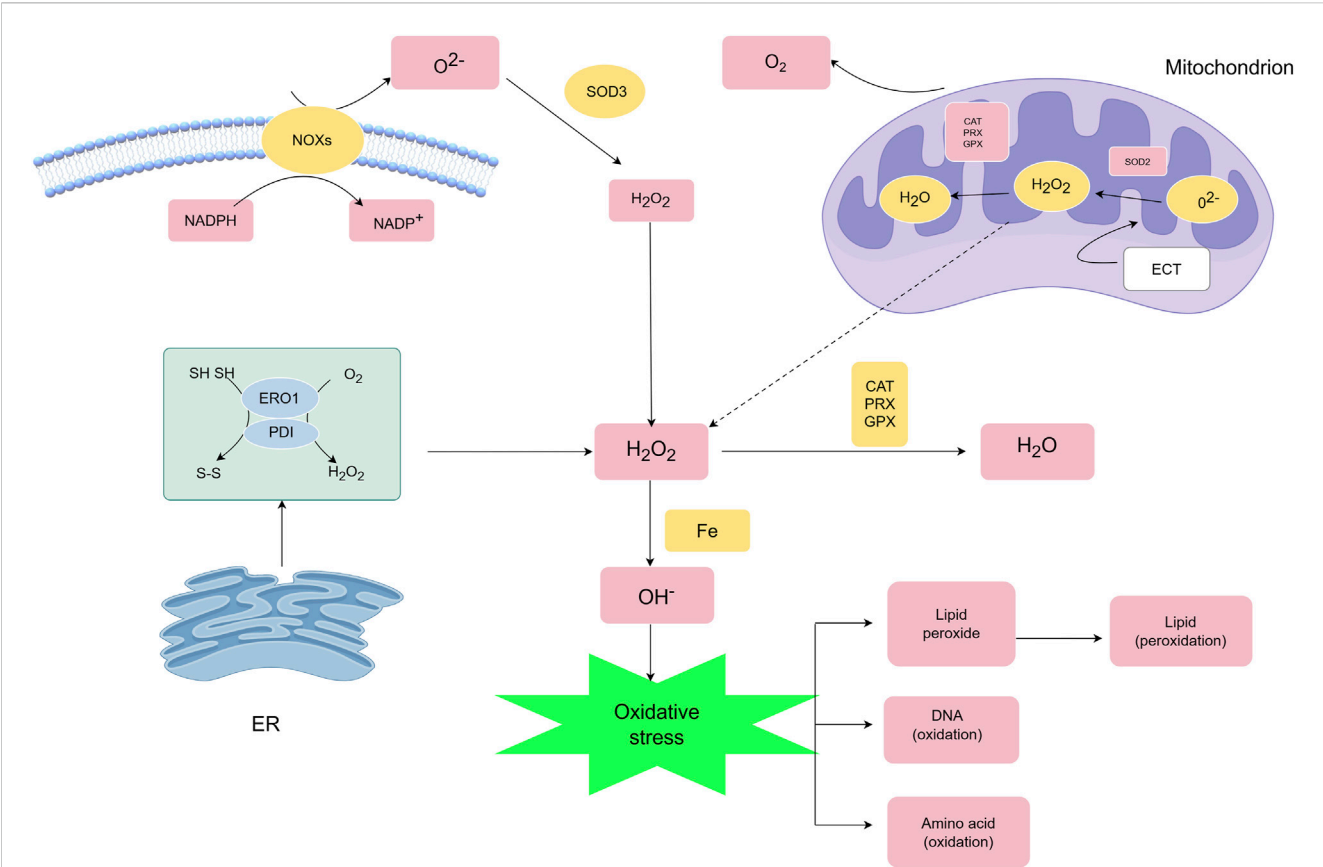 O²⁻
SOD3
O₂
Mitochondrion
NOXs
CAT
PRX
GPX
SOD2
H₂O
H₂O₂
0²⁻
ECT
NADPH
NADP⁺
H₂O₂
SH SH
O₂
ERO1
PDI
S-S
H₂O₂
H₂O₂
CAT
PRX
GPX
H₂O
Fe
OH⁻
Oxidative
stress
Lipid
peroxide
Lipid
(peroxidation)
DNA
(oxidation)
Amino acid
(oxidation)
ER